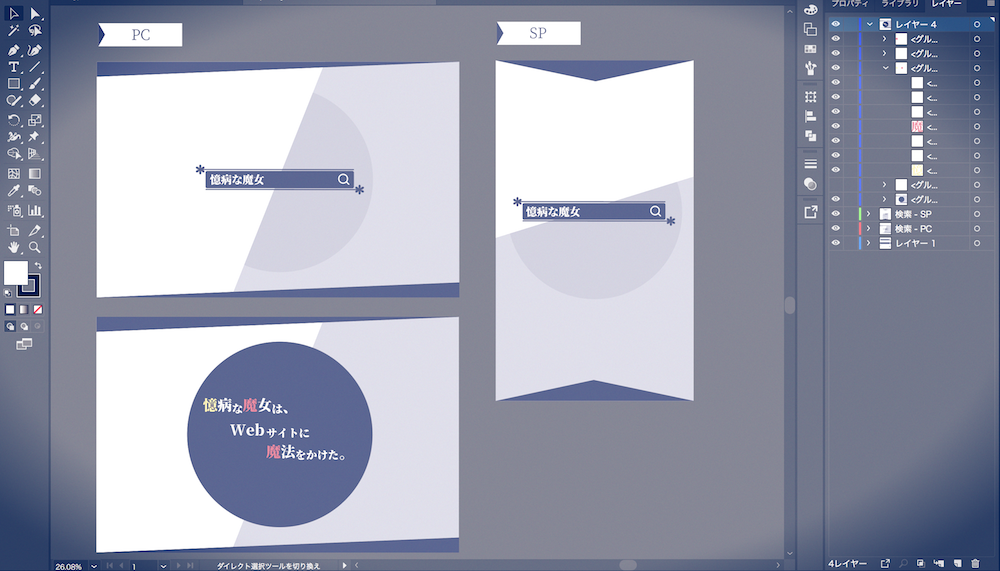 プロパティ ライブラリ レイヤー
PC
SP
憶病な魔女
憶病な魔女
憶病な魔女は、
Webサイトに
魔法をかけた。
レイヤー 4
<グル...
<グル...
<グル...
<...
<...
<...
<...
<...
<...
<...
<グル...
<グル...
検索 - SP
検索 - PC
レイヤー 1
26.08%
1
ダイレクト選択ツールを切り換え
4レイヤー